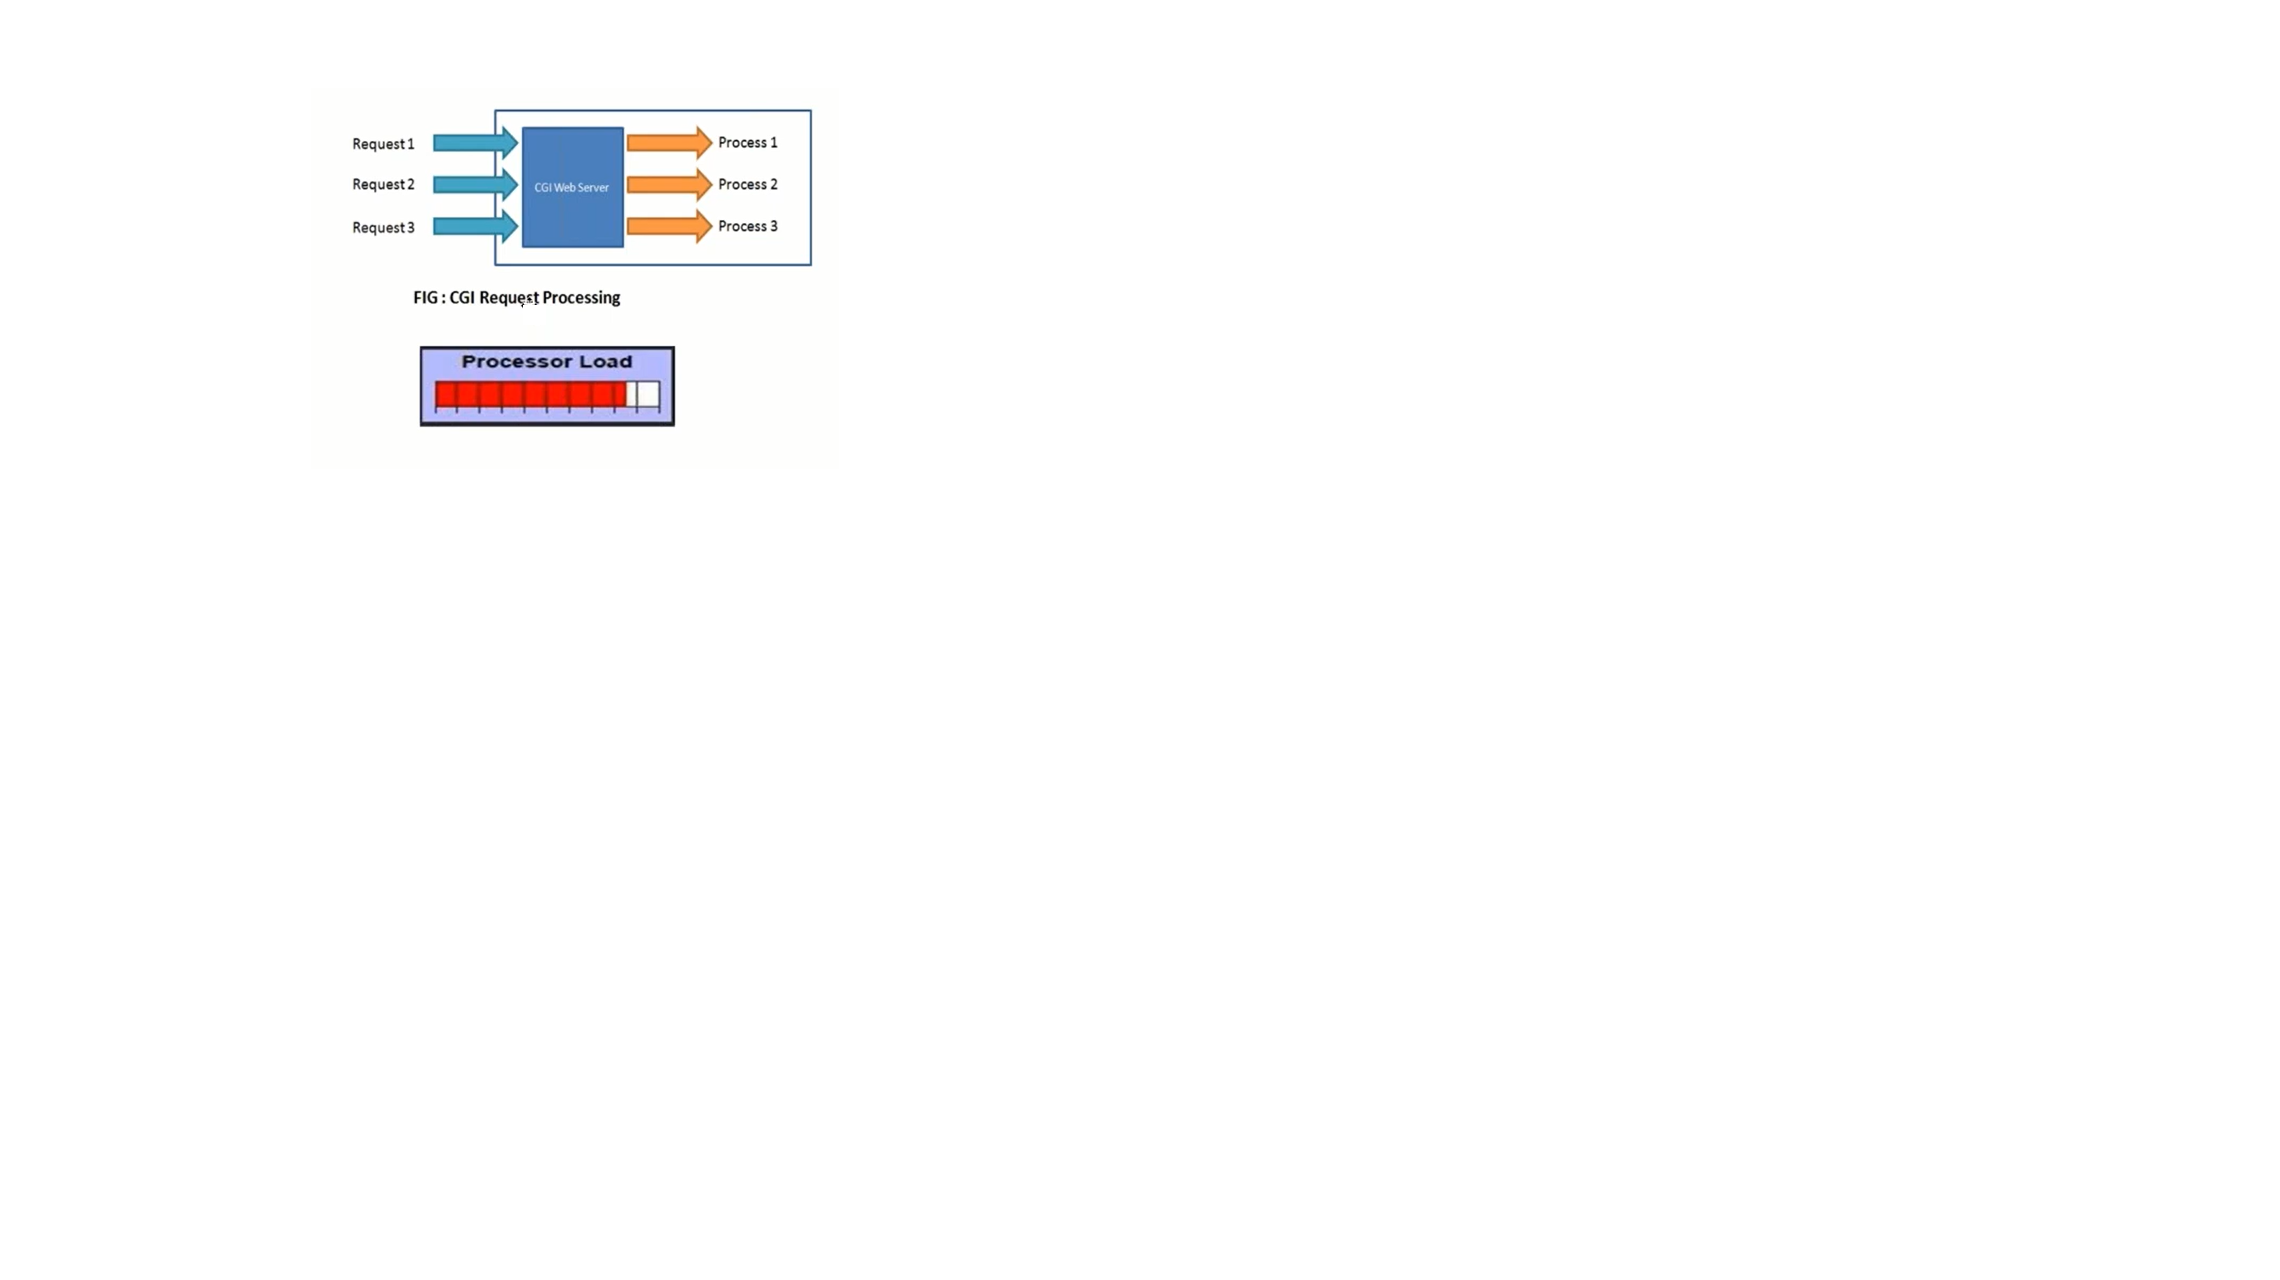 Request 1
Process 1
Request 2
CGI Web Server
Process 2
Request 3
Process 3
FIG : CGI Request Processing
Processor Load